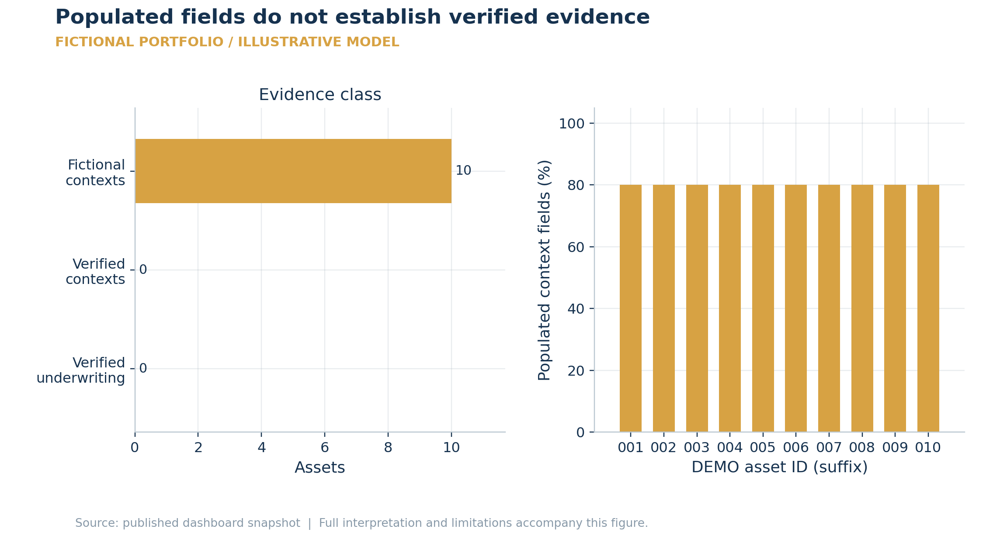 Populated fields do not establish verified evidence
FICTIONAL PORTFOLIO / ILLUSTRATIVE MODEL
Evidence class
Fictional
contexts
10
Verified
contexts
0
Verified
underwriting
0
0 2 4 6 8 10
Assets
Populated context fields (%)
100
80
60
40
20
0
001 002 003 004 005 006 007 008 009 010
DEMO asset ID (suffix)
Source: published dashboard snapshot | Full interpretation and limitations accompany this figure.